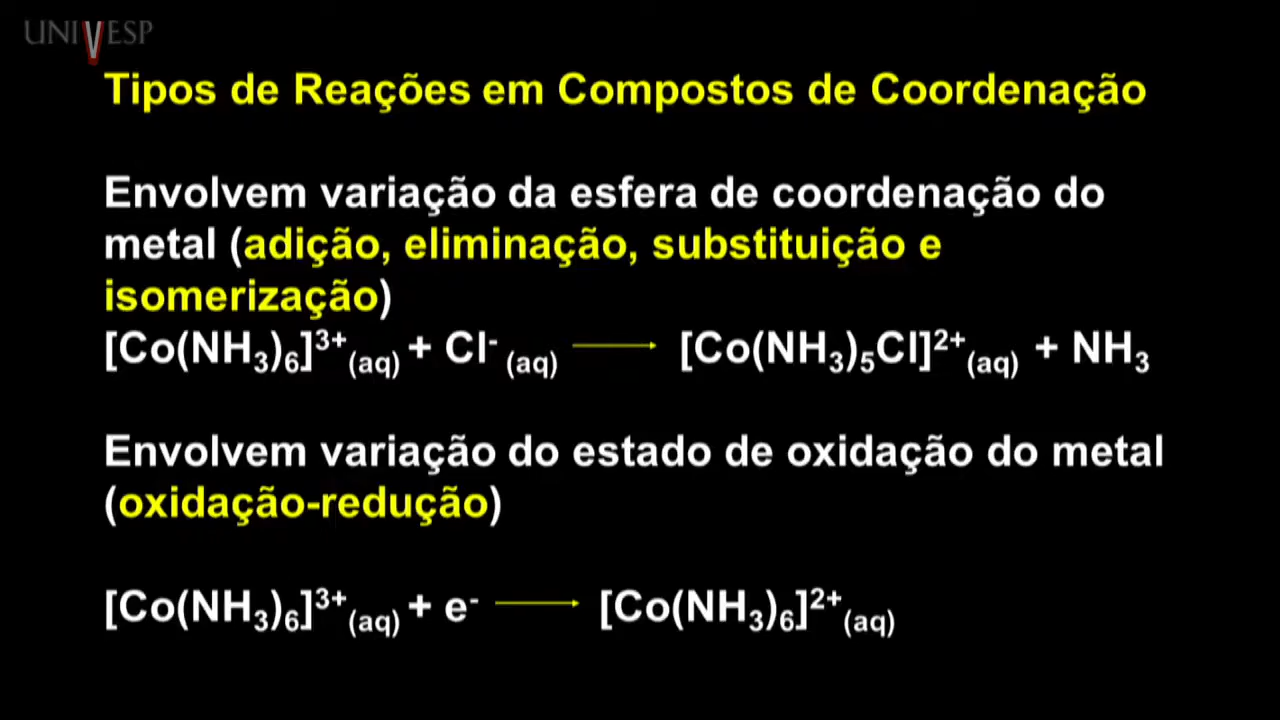 UNIVESP
Tipos de Reações em Compostos de Coordenação
Envolvem variação da esfera de coordenação do
metal (adição, eliminação, substituição e
isomerização)
[Co(NH₃)₆]³⁺(aq) + Cl⁻ (aq) → [Co(NH₃)₅Cl]²⁺(aq) + NH₃
Envolvem variação do estado de oxidação do metal
(oxidação-redução)
[Co(NH₃)₆]³⁺(aq) + e⁻ → [Co(NH₃)₆]²⁺(aq)